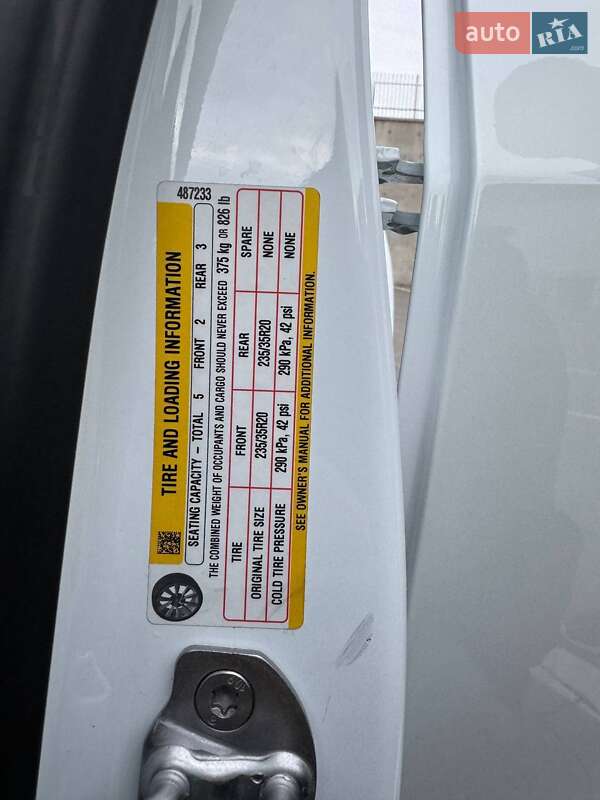 auto RIA.com
487233
TIRE AND LOADING INFORMATION
SEATING CAPACITY – TOTAL 5 FRONT 2 REAR 3
THE COMBINED WEIGHT OF OCCUPANTS AND CARGO SHOULD NEVER EXCEED 375 kg OR 826 lb
TIRE FRONT REAR SPARE
ORIGINAL TIRE SIZE 235/35R20 235/35R20 NONE
COLD TIRE PRESSURE 290 kPa, 42 psi 290 kPa, 42 psi NONE
SEE OWNER'S MANUAL FOR ADDITIONAL INFORMATION.